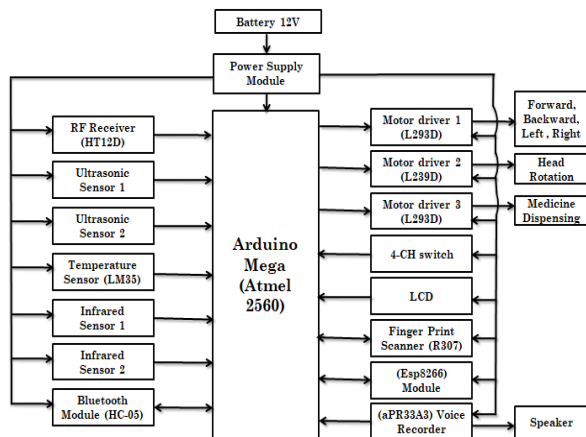 Battery 12V
Power Supply
Module
RF Receiver
(HT12D)
Ultrasonic
Sensor 1
Ultrasonic
Sensor 2
Temperature
Sensor (LM35)
Infrared
Sensor 1
Infrared
Sensor 2
Bluetooth
Module (HC-05)
Arduino
Mega
(Atmel
2560)
Motor driver 1
(L293D)
Motor driver 2
(L239D)
Motor driver 3
(L293D)
4-CH switch
LCD
Finger Print
Scanner (R307)
(Esp8266)
Module
(aPR33A3) Voice
Recorder
Forward,
Backward,
Left , Right
Head
Rotation
Medicine
Dispensing
Speaker